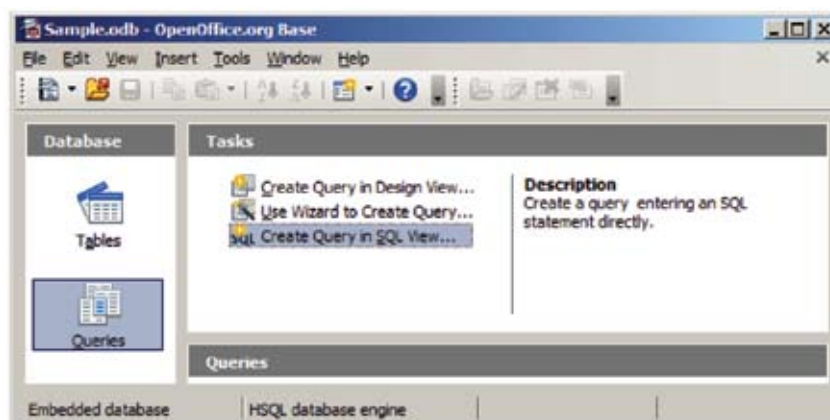 Sample.odb - OpenOffice.org Base
File Edit View Insert Tools Window Help
Database
Tables
Queries
Tasks
Create Query in Design View...
Use Wizard to Create Query...
SQL Create Query in SQL View...
Description
Create a query entering an SQL
statement directly.
Queries
Embedded database HSQL database engine